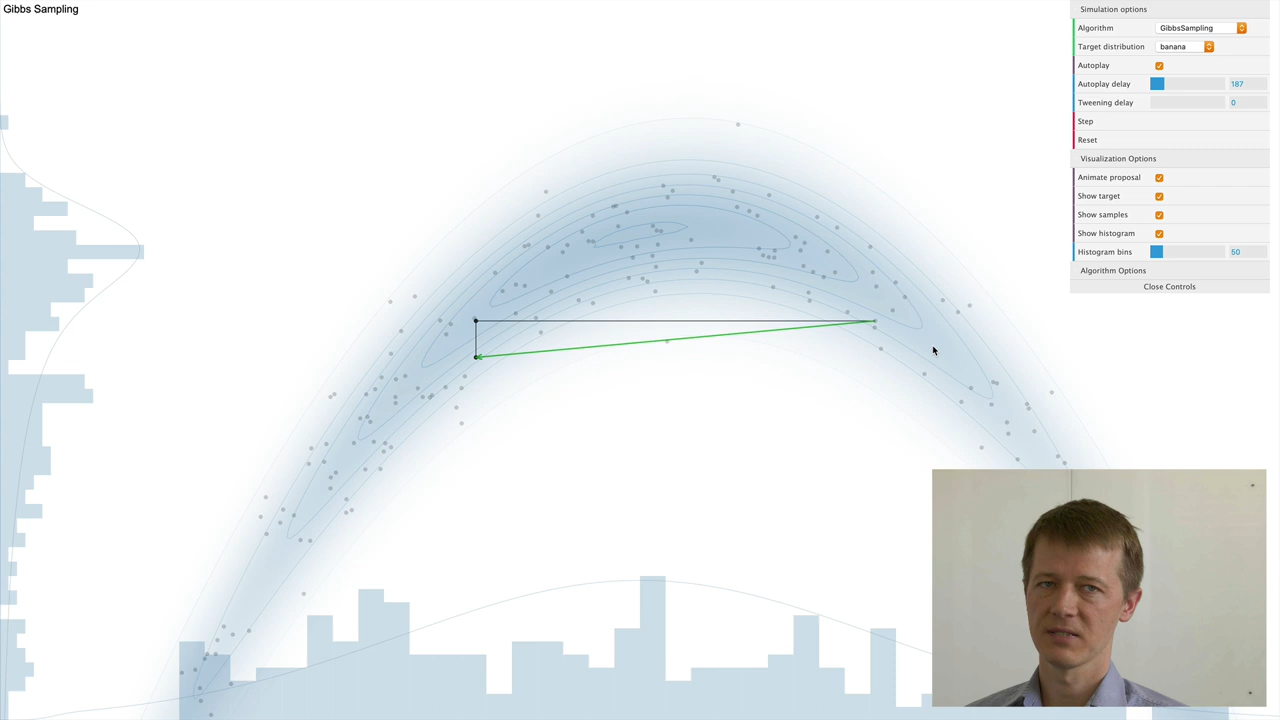 Gibbs Sampling
Simulation options
Algorithm GibbsSampling
Target distribution banana
Autoplay
Autoplay delay 187
Tweening delay 0
Step
Reset
Visualization Options
Animate proposal
Show target
Show samples
Show histogram
Histogram bins 50
Algorithm Options
Close Controls